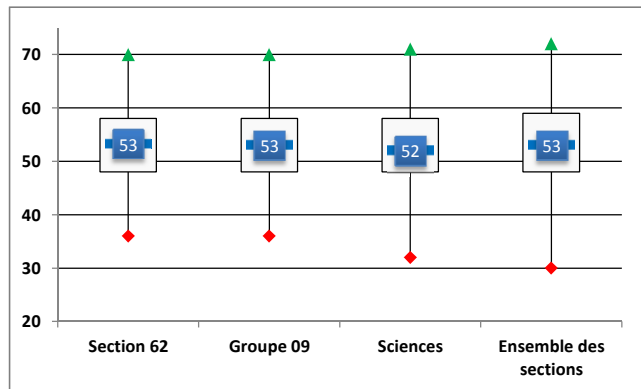 70
60
53
53
52
53
50
40
30
20
Section 62
Groupe 09
Sciences
Ensemble des
sections